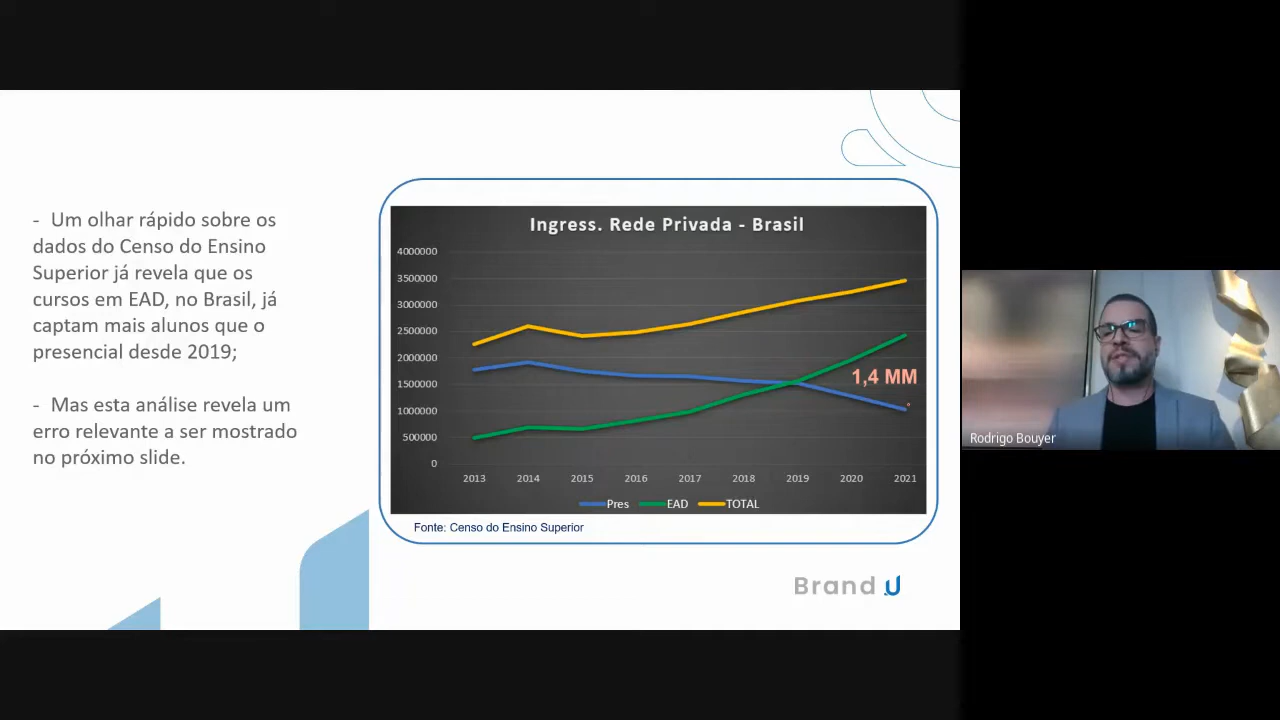 - Um olhar rápido sobre os
dados do Censo do Ensino
Superior já revela que os
cursos em EAD, no Brasil, já
captam mais alunos que o
presencial desde 2019;
- Mas esta análise revela um
erro relevante a ser mostrado
no próximo slide.
Ingress. Rede Privada - Brasil
4000000
3500000
3000000
2500000
2000000
1500000
1000000
500000
0
1,4 MM
2013 2014 2015 2016 2017 2018 2019 2020 2021
Pres EAD TOTAL
Fonte: Censo do Ensino Superior
Brand U
Rodrigo Bouyer